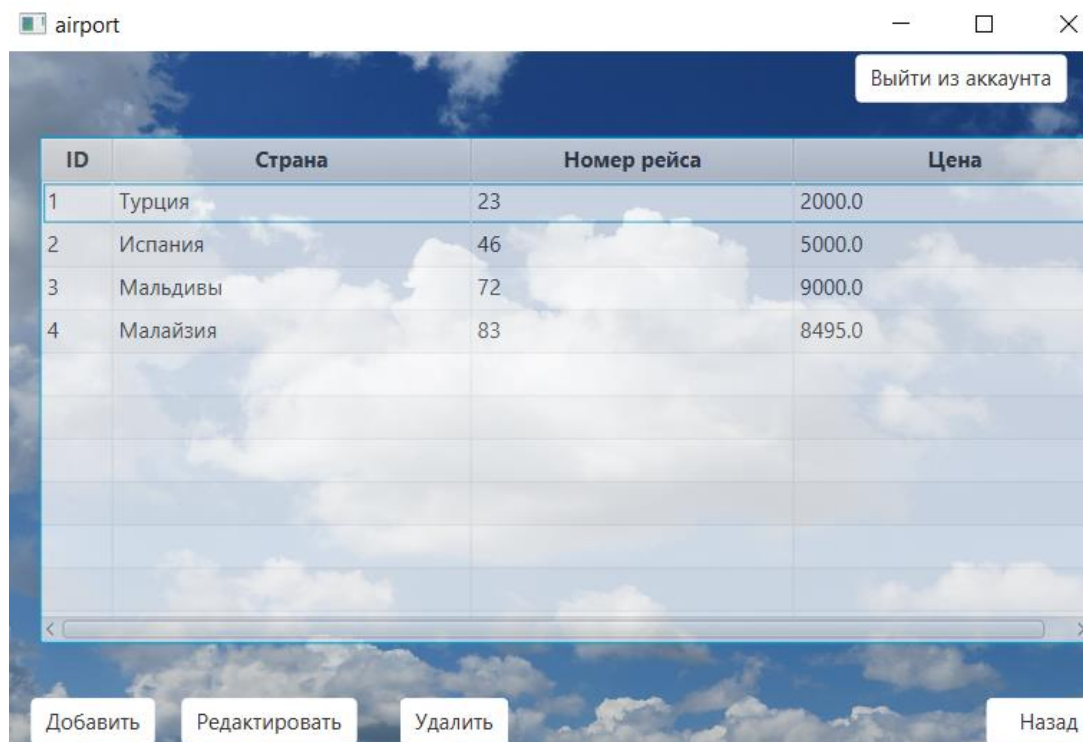 airport
Выйти из аккаунта
ID Страна Номер рейса Цена
1 Турция 23 2000.0
2 Испания 46 5000.0
3 Мальдивы 72 9000.0
4 Малайзия 83 8495.0
Добавить Редактировать Удалить Назад